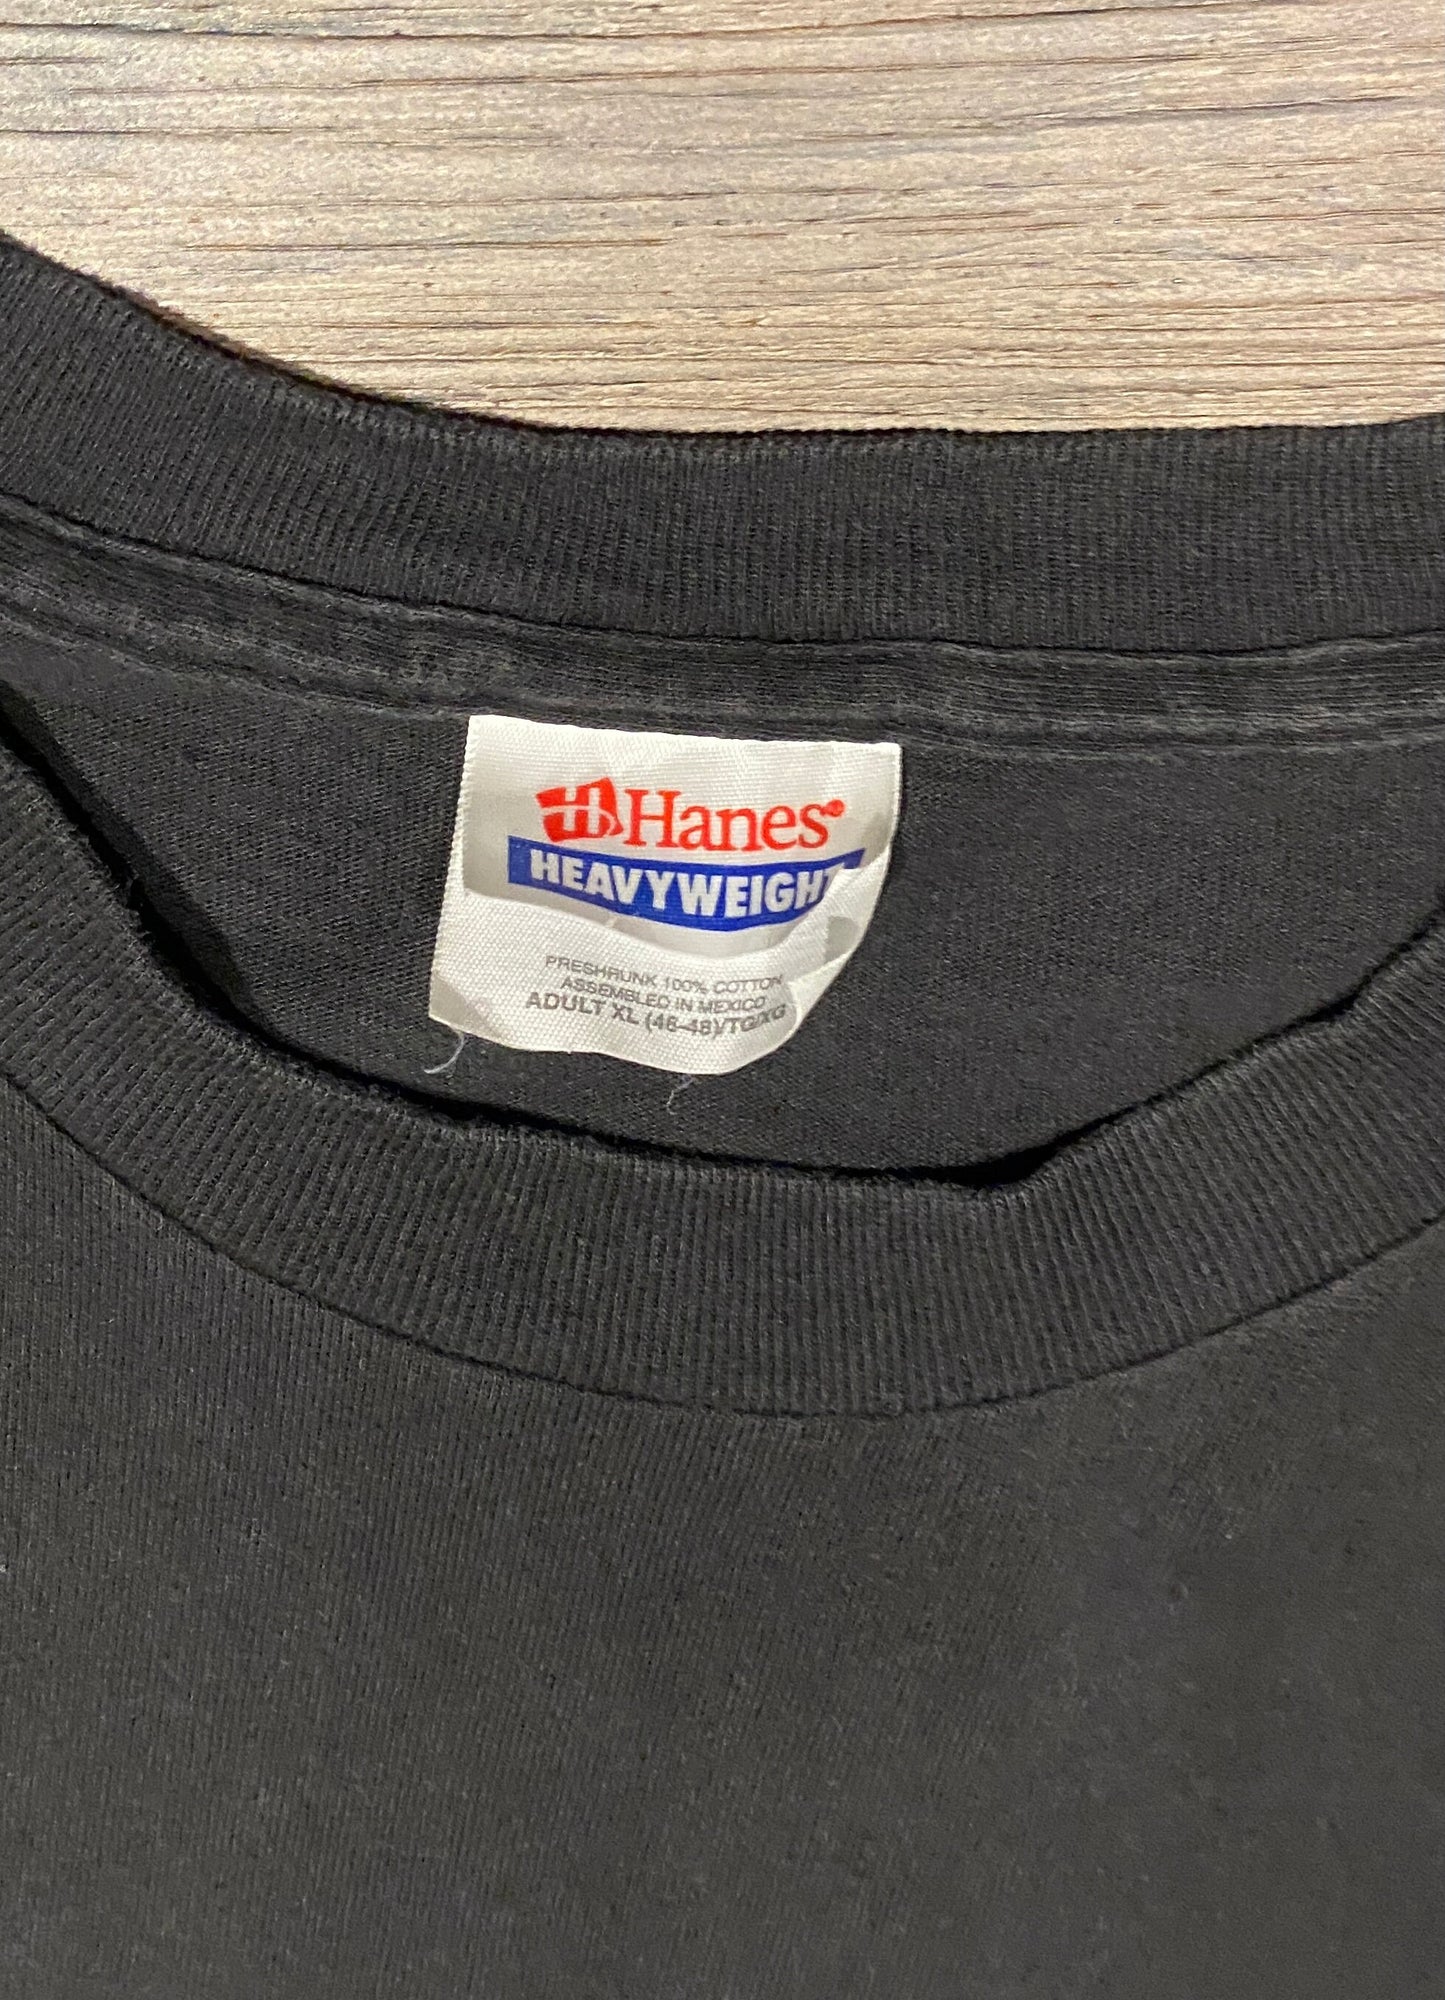 Hanes®
HEAVYWEIGHT
PRESHRUNK 100% COTTON
ASSEMBLED IN MEXICO
ADULT XL (46-48)/TG/XG